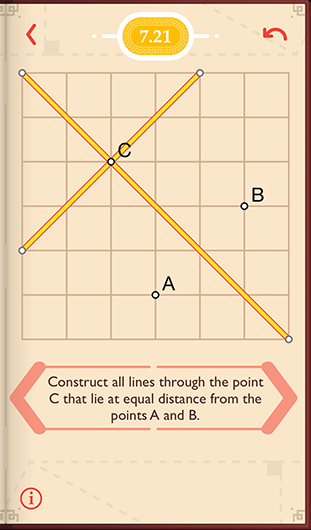 7.21
C
B
A
Construct all lines through the point
C that lie at equal distance from the
points A and B.
i